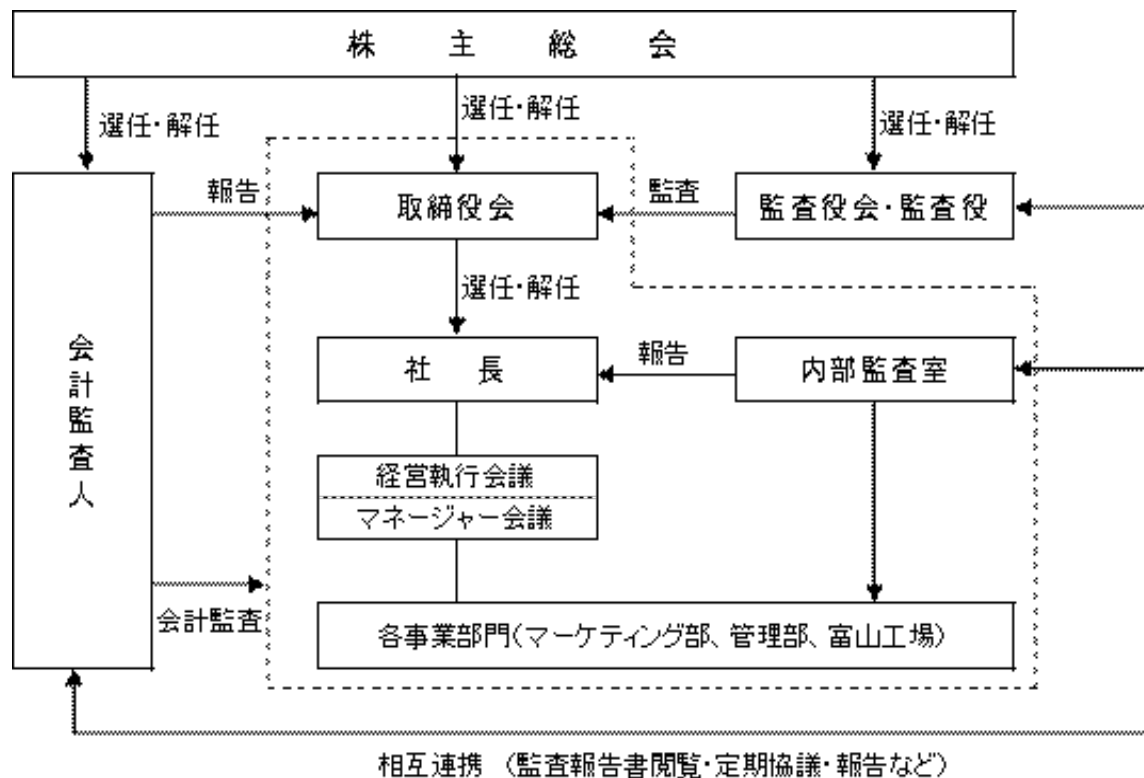 株主総会
選任・解任
選任・解任
選任・解任
報告
取締役会
監査
監査役会・監査役
選任・解任
会計監査人
社長
報告
内部監査室
経営執行会議
マネージャー会議
会計監査
各事業部門(マーケティング部、管理部、富山工場)
相互連携 (監査報告書閲覧・定期協議・報告など)